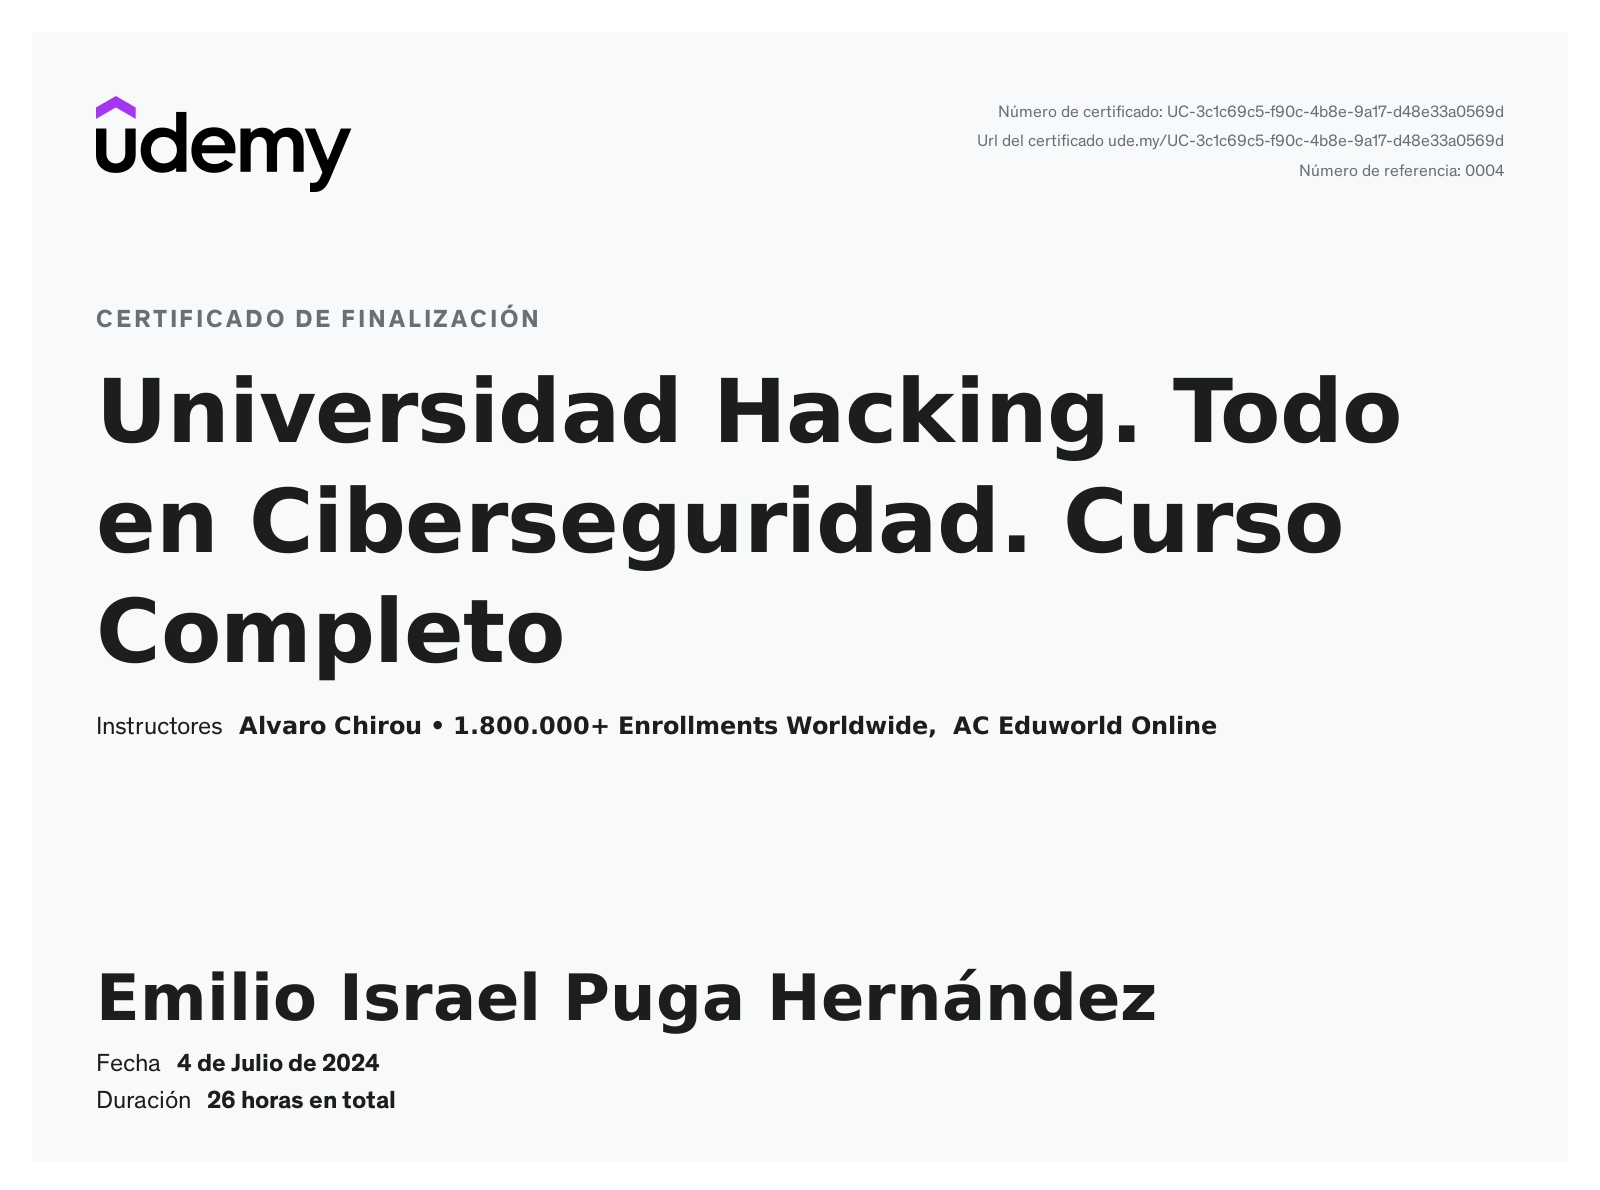 udemy
Número de certificado: UC-3c1c69c5-f90c-4b8e-9a17-d48e33a0569d
Url del certificado ude.my/UC-3c1c69c5-f90c-4b8e-9a17-d48e33a0569d
Número de referencia: 0004
CERTIFICADO DE FINALIZACIÓN
Universidad Hacking. Todo
en Ciberseguridad. Curso
Completo
Instructores Alvaro Chirou • 1.800.000+ Enrollments Worldwide, AC Eduworld Online
Emilio Israel Puga Hernández
Fecha 4 de Julio de 2024
Duración 26 horas en total